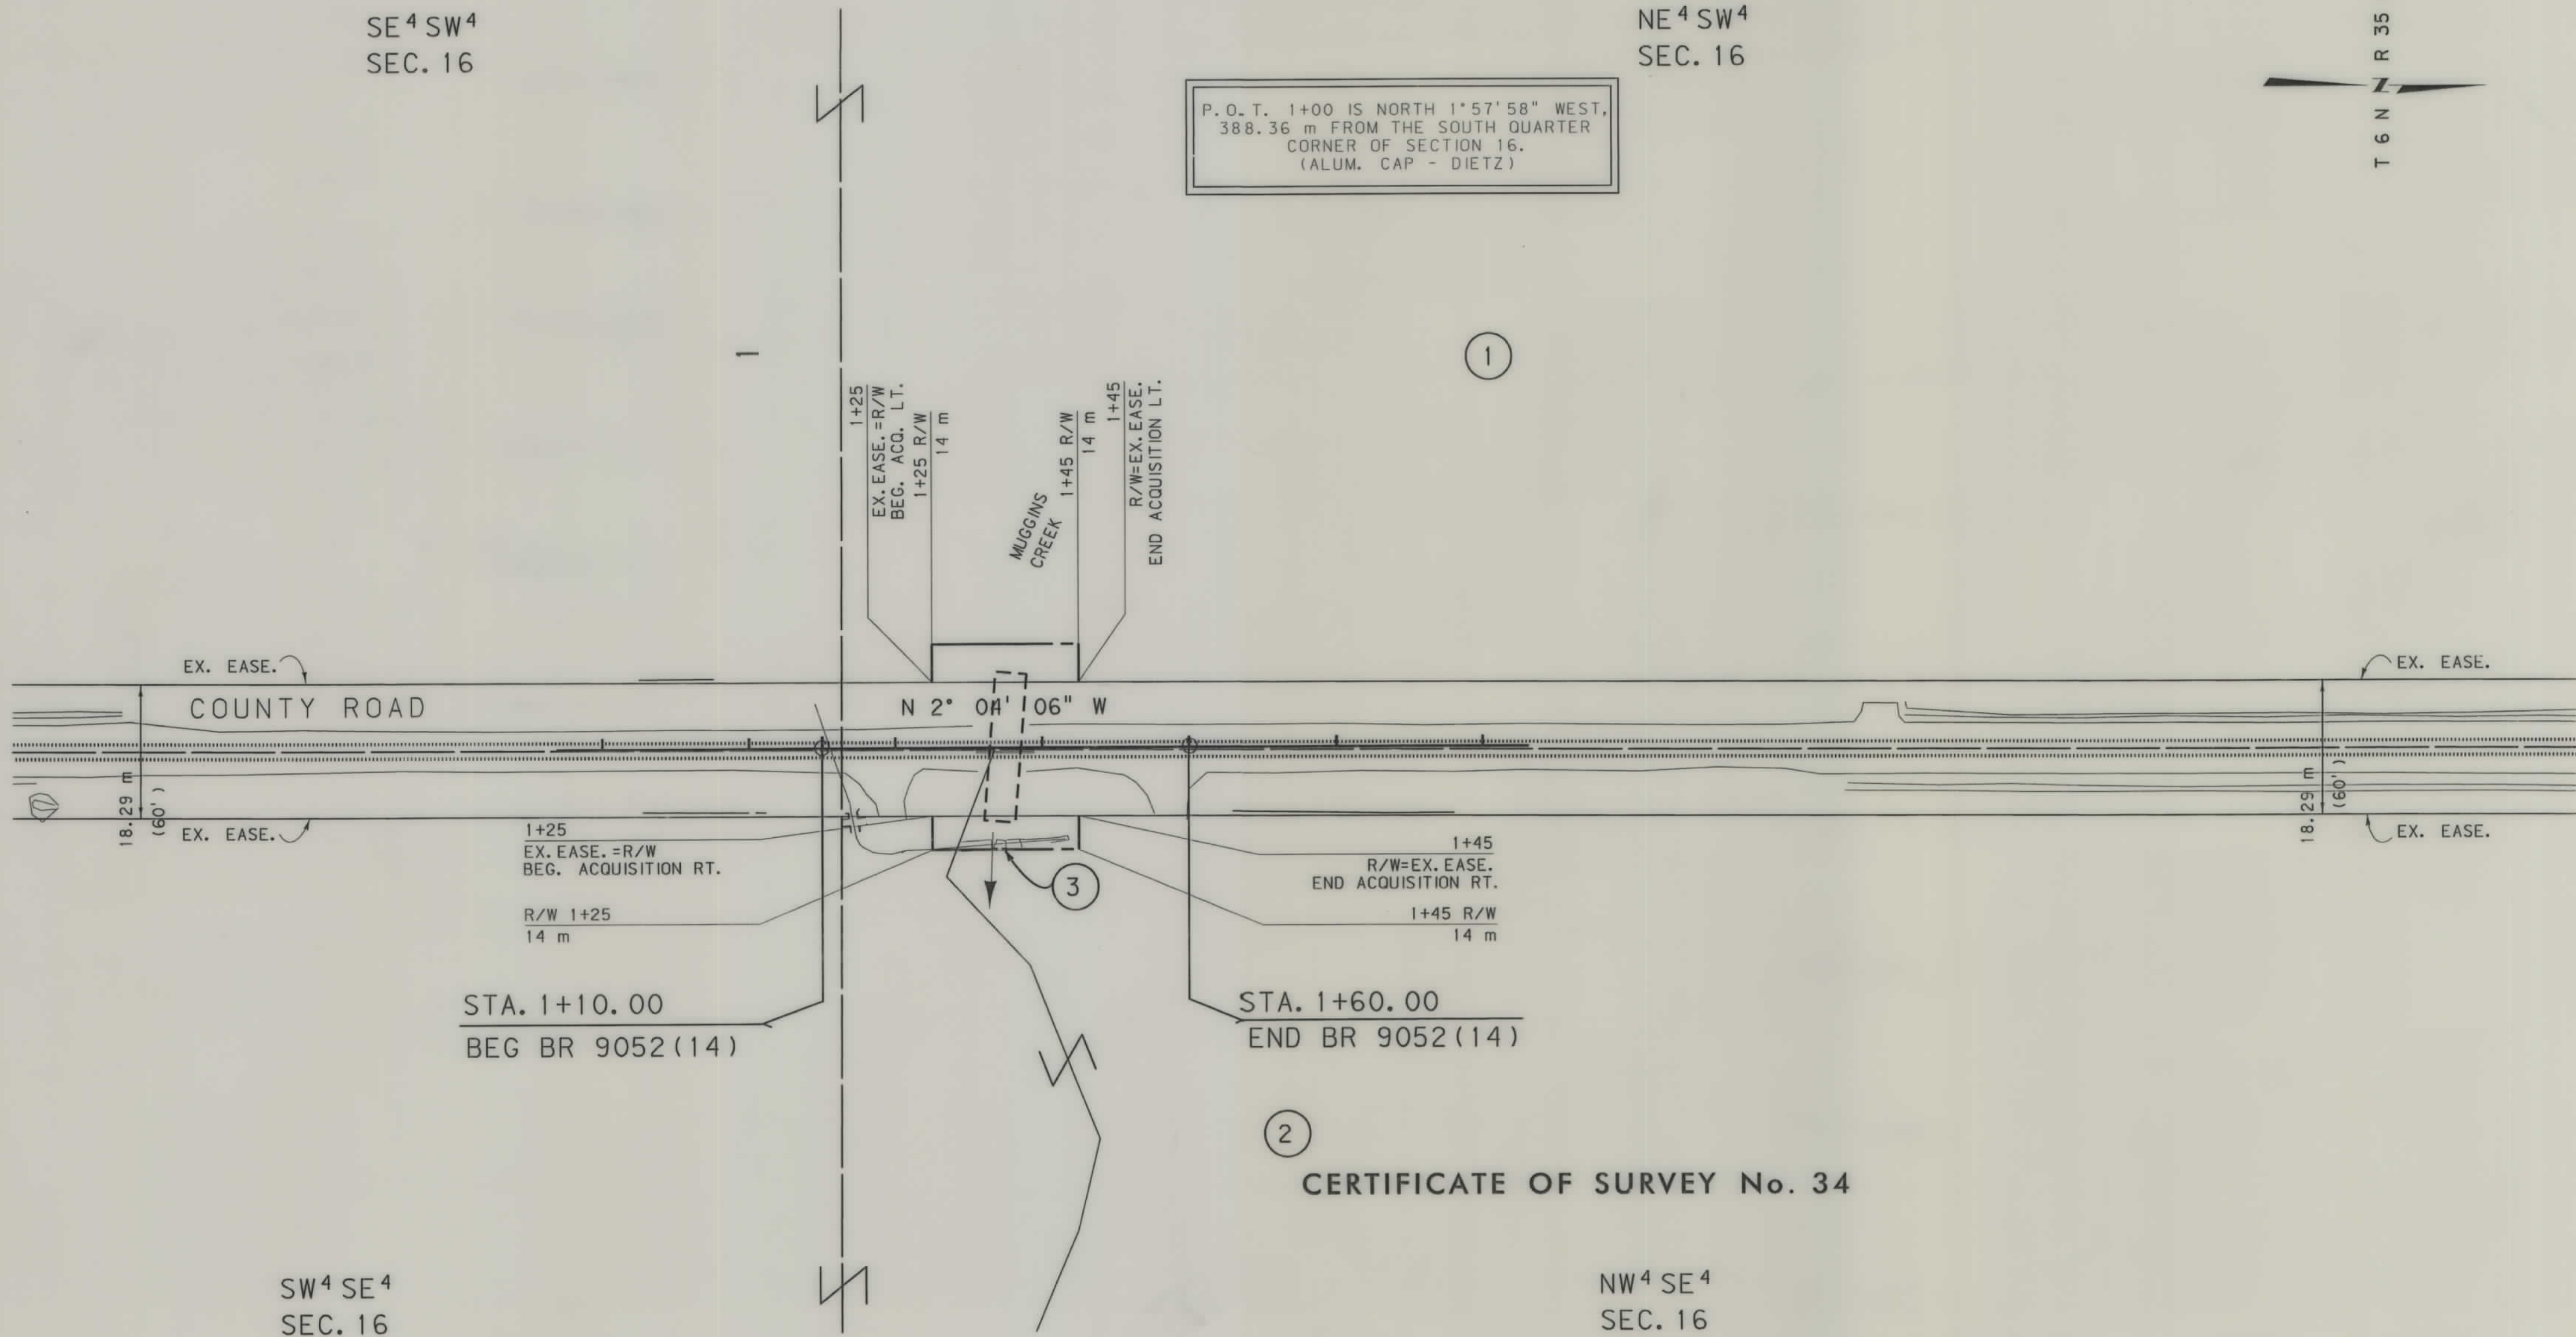 SE⁴ SW⁴
SEC. 16
NE⁴ SW⁴
SEC. 16
T 6 N R 35
N
P.O.T. 1+00 IS NORTH 1°57'58" WEST,
388.36 m FROM THE SOUTH QUARTER
CORNER OF SECTION 16.
(ALUM. CAP - DIETZ)
1
1+25
EX. EASE. =R/W
BEG. ACQ. LT.
1+25 R/W
14 m
MUGGINS
CREEK
1+45 R/W
14 m
1+45
R/W=EX. EASE.
END ACQUISITION LT.
EX. EASE.
EX. EASE.
COUNTY ROAD
N 2° 04' 06" W
18.29 m
(60')
18.29 m
(60')
EX. EASE.
EX. EASE.
1+25
EX. EASE. =R/W
BEG. ACQUISITION RT.
R/W 1+25
14 m
3
1+45
R/W=EX. EASE.
END ACQUISITION RT.
1+45 R/W
14 m
STA. 1+10.00
BEG BR 9052(14)
STA. 1+60.00
END BR 9052(14)
2
CERTIFICATE OF SURVEY No. 34
SW⁴ SE⁴
SEC. 16
NW⁴ SE⁴
SEC. 16